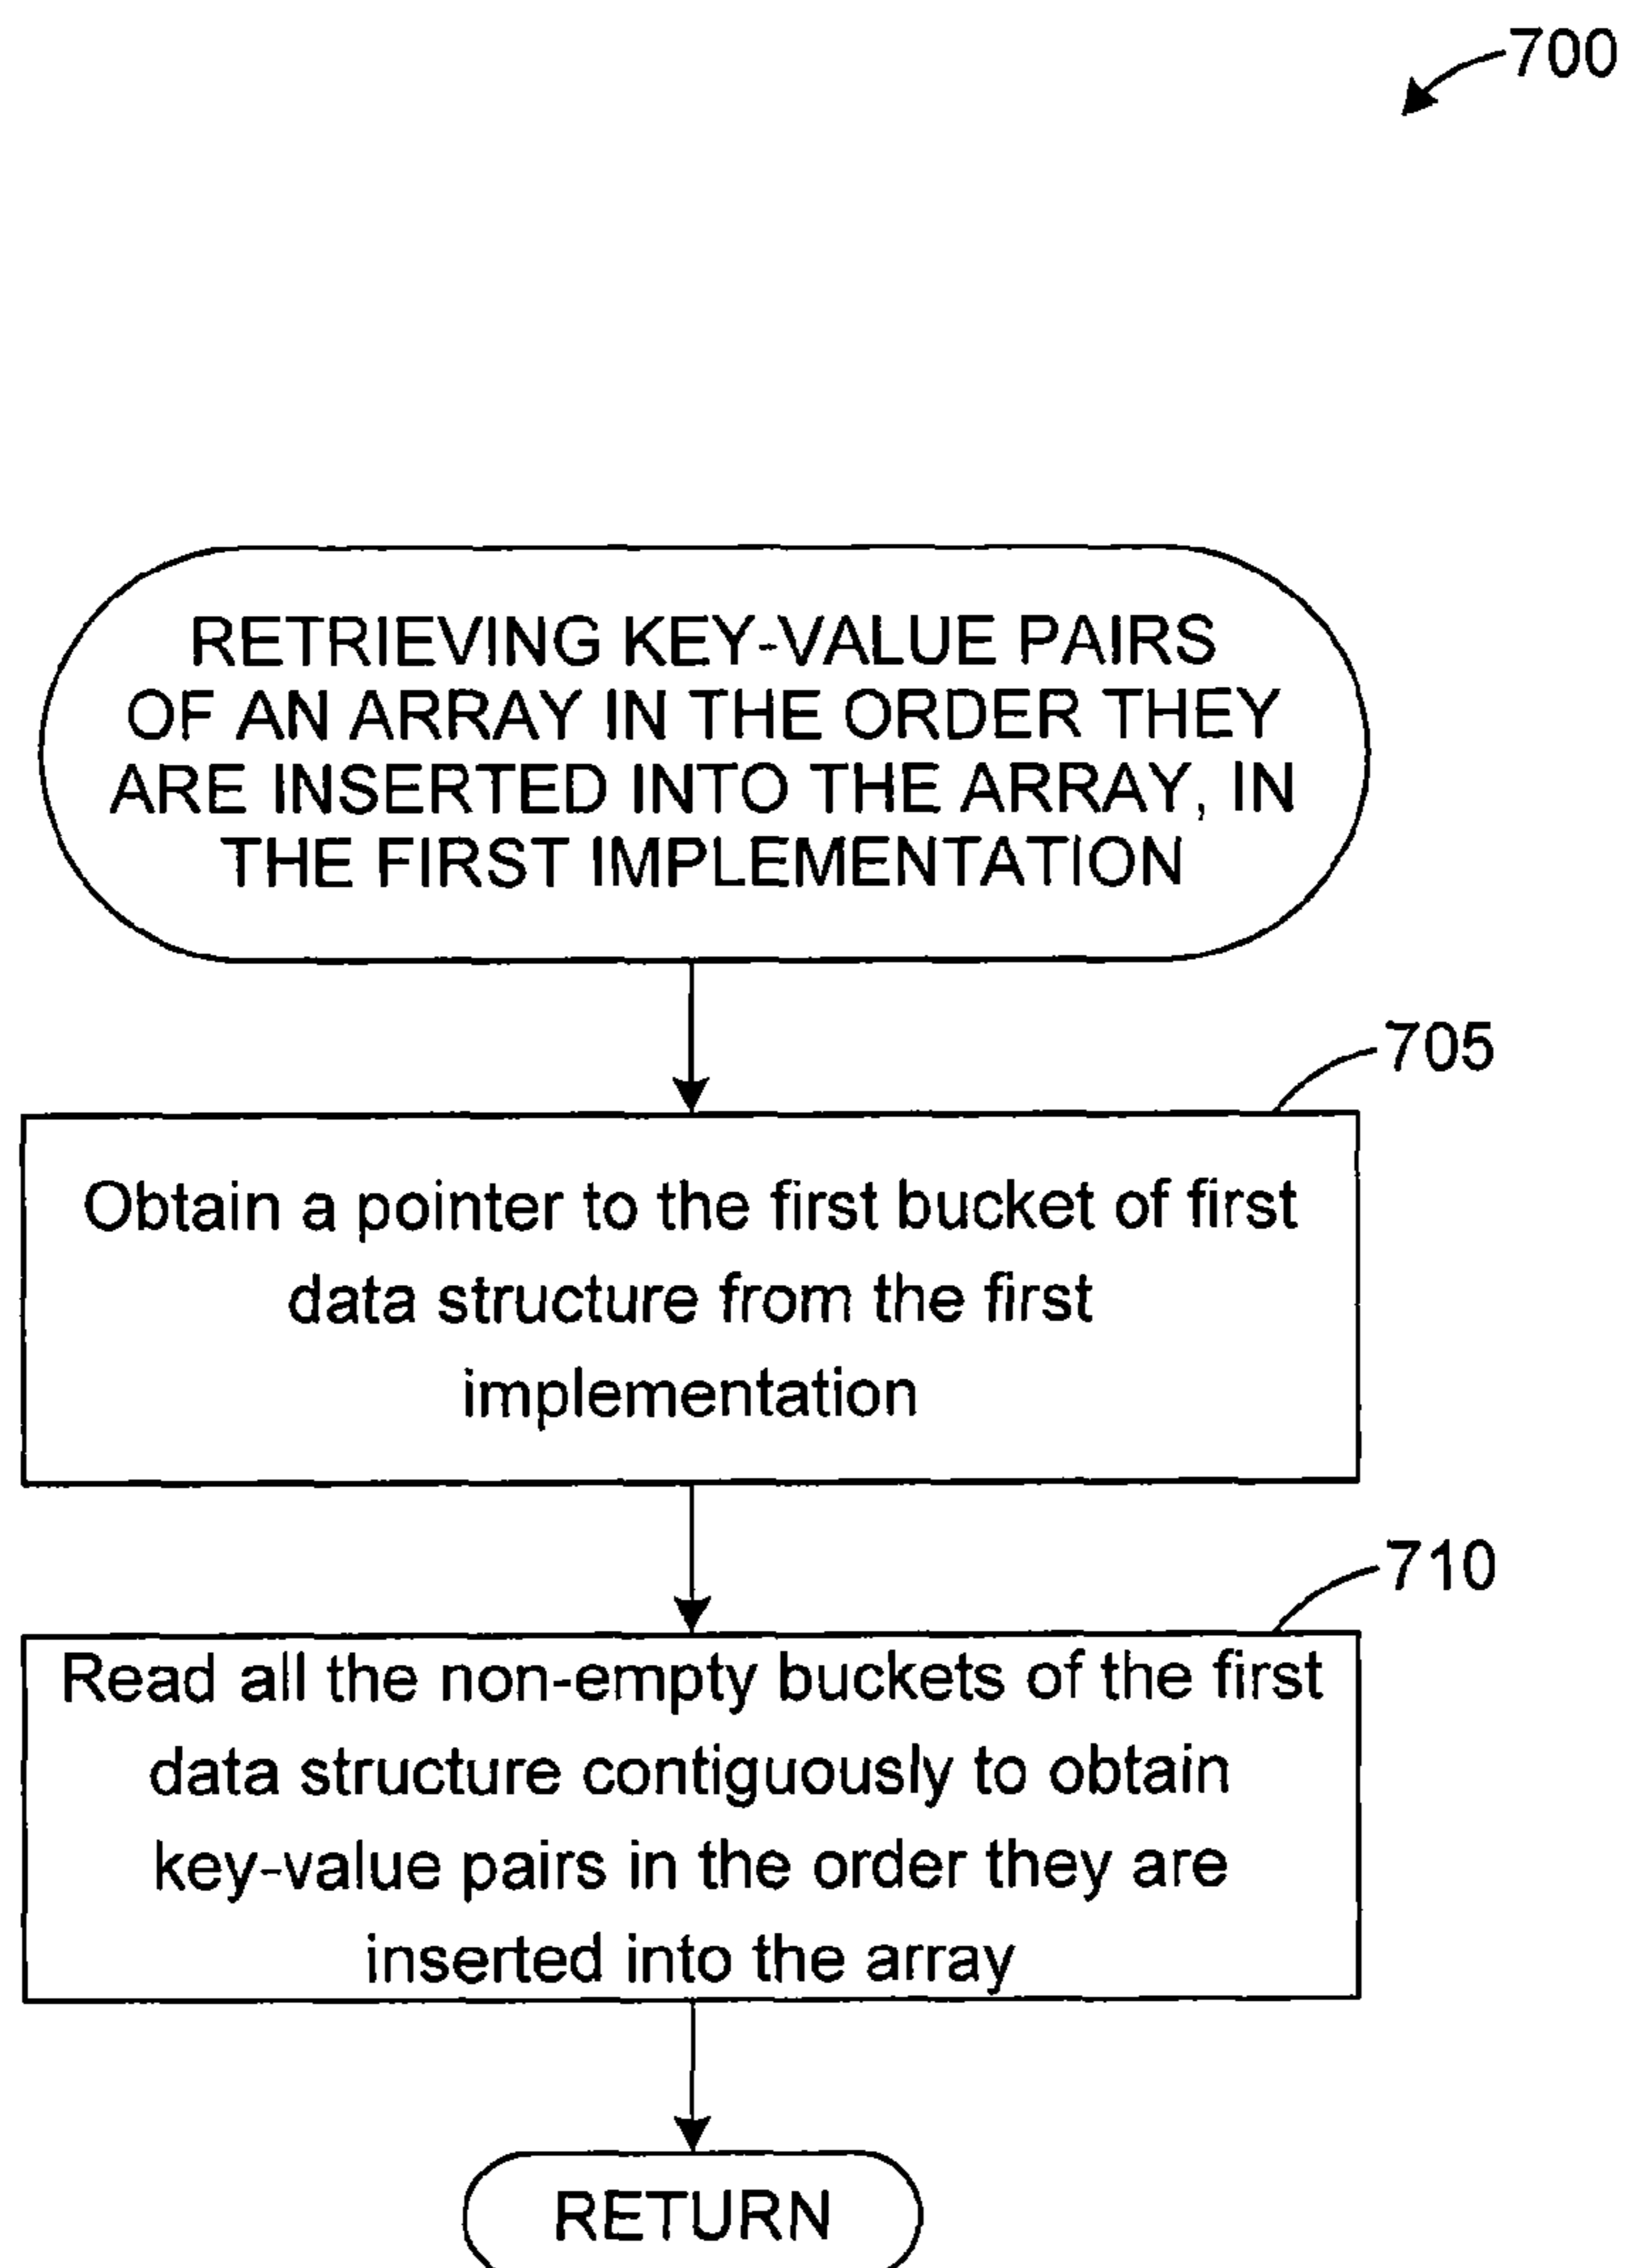 700
RETRIEVING KEY-VALUE PAIRS
OF AN ARRAY IN THE ORDER THEY
ARE INSERTED INTO THE ARRAY, IN
THE FIRST IMPLEMENTATION
705
Obtain a pointer to the first bucket of first
data structure from the first
implementation
710
Read all the non-empty buckets of the first
data structure contiguously to obtain
key-value pairs in the order they are
inserted into the array
RETURN